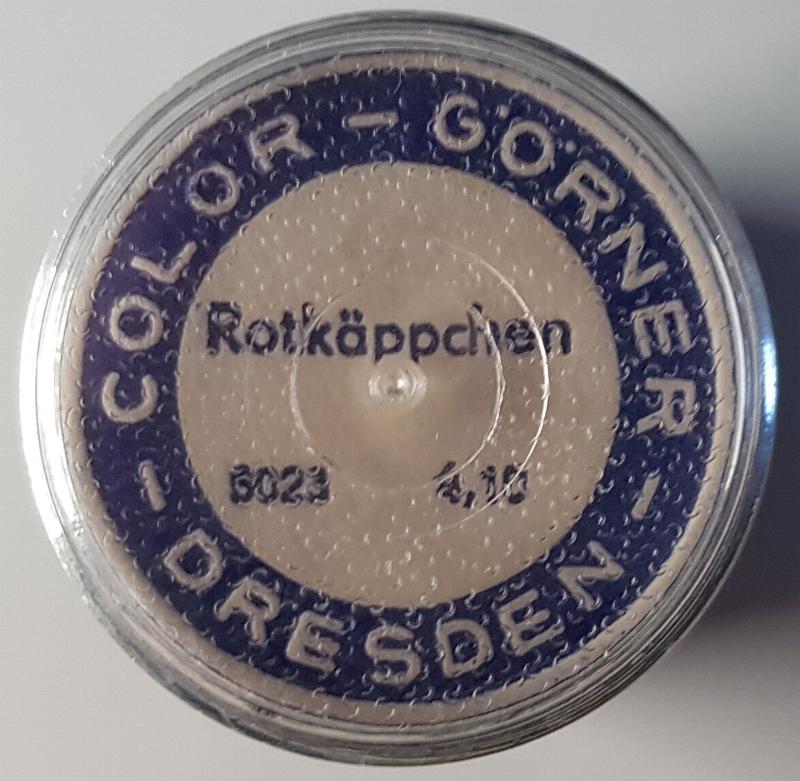 COLOR – GÖRNER – DRESDEN –
Rotkäppchen
6023 4,10